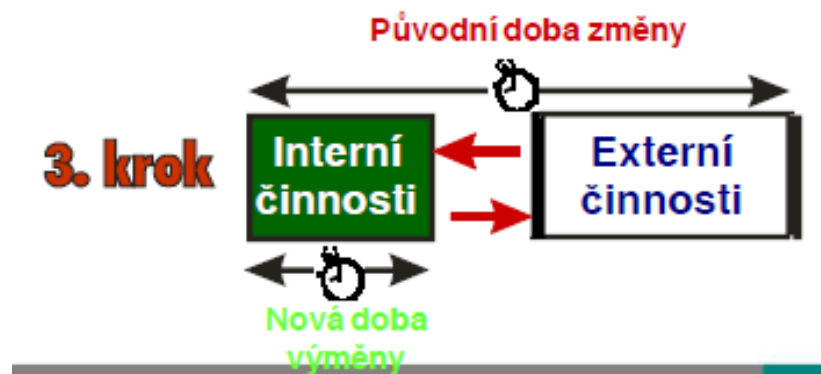 Původní doba změny
3. krok
Interní
činnosti
Externí
činnosti
Nová doba
výměny